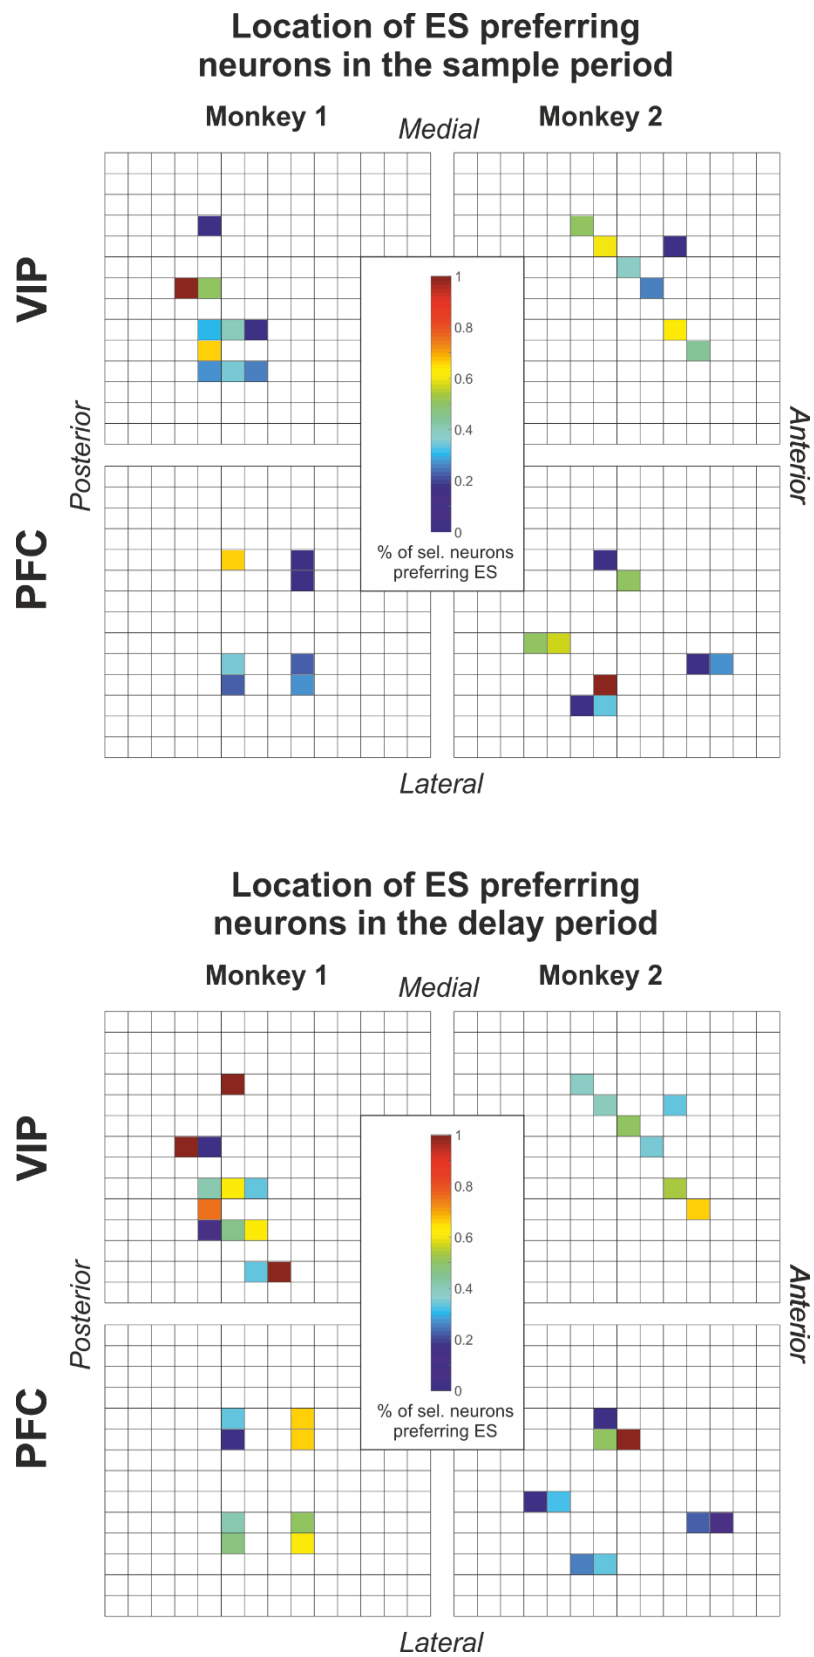 Location of ES preferring
neurons in the sample period
Monkey 1
Medial
Monkey 2
VIP
1
0.8
0.6
0.4
0.2
0
% of sel. neurons
preferring ES
Posterior
Anterior
PFC
Lateral
Location of ES preferring
neurons in the delay period
Monkey 1
Medial
Monkey 2
VIP
1
0.8
0.6
0.4
0.2
0
% of sel. neurons
preferring ES
Posterior
Anterior
PFC
Lateral